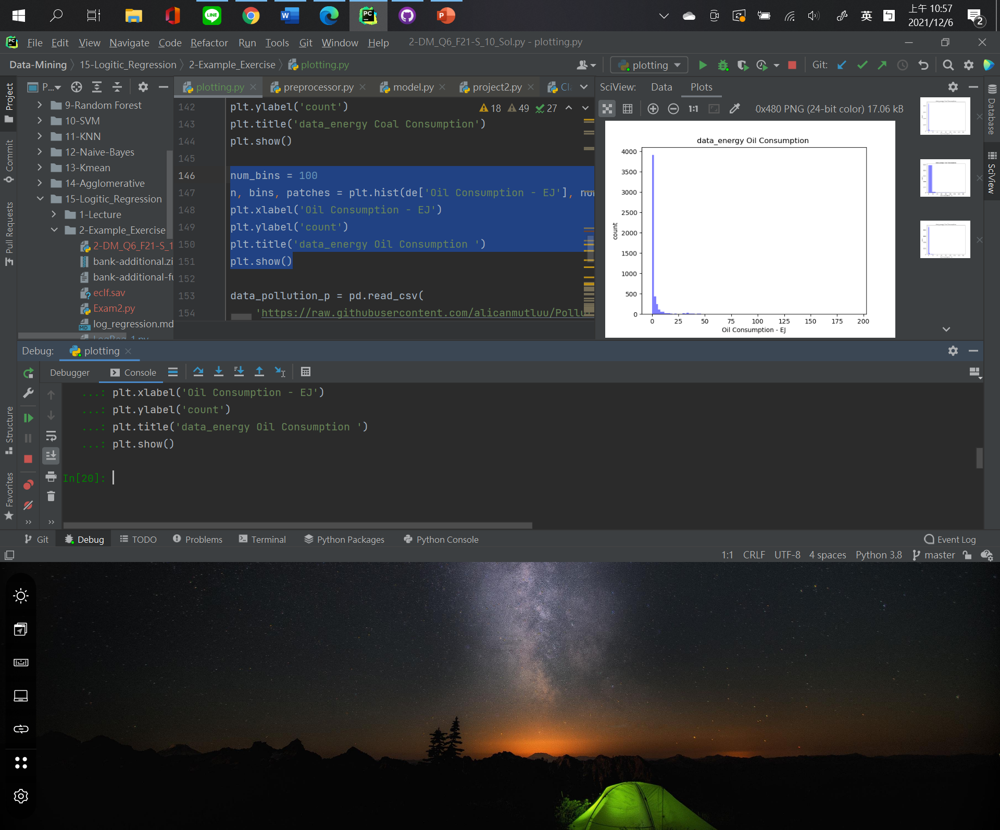 上午 10:57
2021/12/6
英
2
LINE
PC
File Edit View Navigate Code Refactor Run Tools Git Window Help 2-DM_Q6_F21-S_10_Sol.py - plotting.py
Data-Mining 15-Logitic_Regression 2-Example_Exercise plotting.py plotting Git:
P... plotting.py preprocessor.py model.py project2.py SciView: Data Plots
Project
Commit
Pull Requests
Structure
Favorites
Database
SciView
9-Random Forest
10-SVM
11-KNN
12-Naive-Bayes
13-Kmean
14-Agglomerative
15-Logitic_Regression
1-Lecture
2-Example_Exercise
2-DM_Q6_F21-S_1
bank-additional.zi
bank-additional-fu
eclf.sav
Exam2.py
log_regression.md
18 49 27
142 plt.ylabel('count')
143 plt.title('data_energy Coal Consumption')
144 plt.show()
145
146 num_bins = 100
147 n, bins, patches = plt.hist(de['Oil Consumption - EJ'], nu
148 plt.xlabel('Oil Consumption - EJ')
149 plt.ylabel('count')
150 plt.title('data_energy Oil Consumption ')
151 plt.show()
152
153 data_pollution_p = pd.read_csv(
154 'https://raw.githubusercontent.com/alicanmutluu/Pollu
1:1 0x480 PNG (24-bit color) 17.06 kB
data_energy Oil Consumption
4000
3500
3000
2500
2000
1500
1000
500
0
count
0 25 50 75 100 125 150 175 200
Oil Consumption - EJ
Debug: plotting
Debugger Console
...: plt.xlabel('Oil Consumption - EJ')
...: plt.ylabel('count')
...: plt.title('data_energy Oil Consumption ')
...: plt.show()
In[20]:
Git Debug TODO Problems Terminal Python Packages Python Console Event Log
1:1 CRLF UTF-8 4 spaces Python 3.8 master